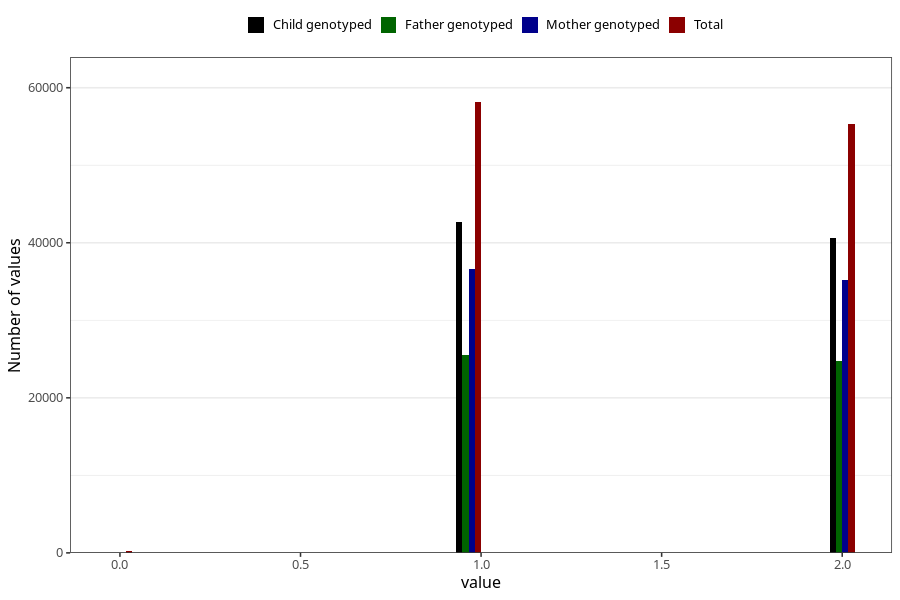 Child genotyped Father genotyped Mother genotyped Total
60000
40000
20000
0
Number of values
0.0 0.5 1.0 1.5 2.0
value